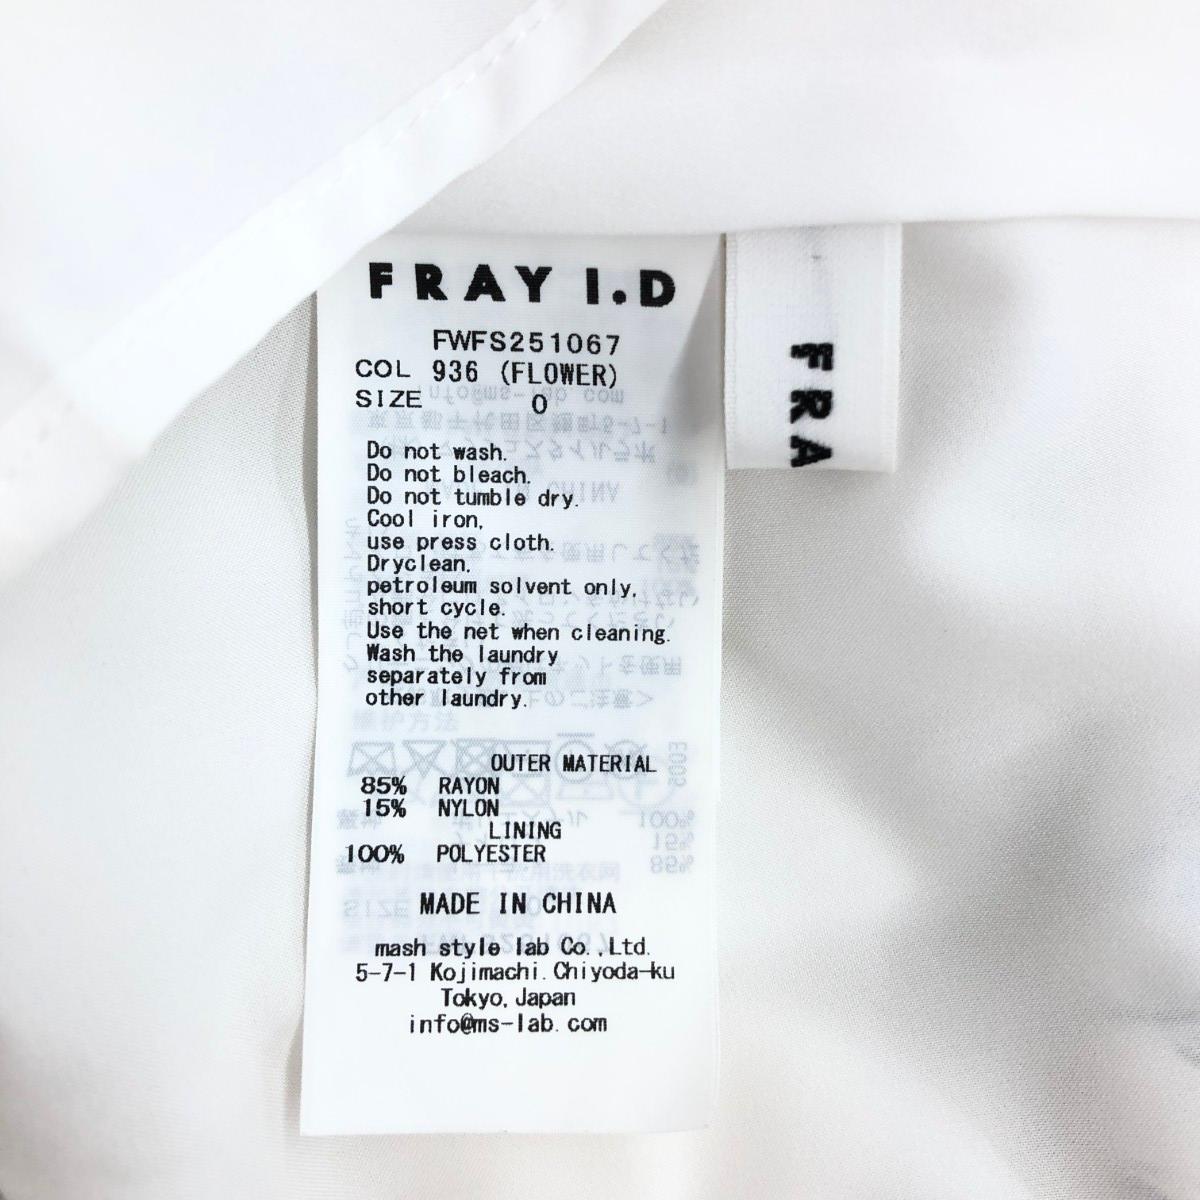 FRAY I.D
FWFS251067
COL 936 (FLOWER)
SIZE 0
Do not wash.
Do not bleach.
Do not tumble dry.
Cool iron,
use press cloth.
Dryclean,
petroleum solvent only,
short cycle.
Use the net when cleaning.
Wash the laundry
separately from
other laundry.
OUTER MATERIAL
85% RAYON
15% NYLON
LINING
100% POLYESTER
MADE IN CHINA
mash style lab Co.,Ltd.
5-7-1 Kojimachi.Chiyoda-ku
Tokyo,Japan
info@ms-lab.com
FRA